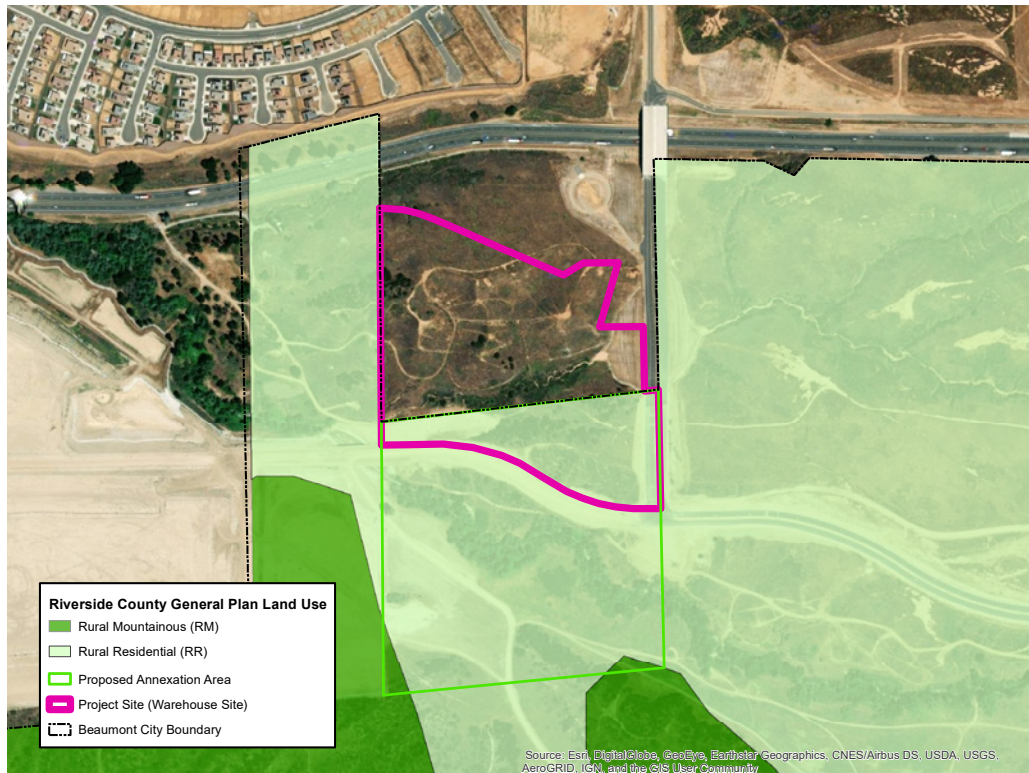 Riverside County General Plan Land Use
Rural Mountainous (RM)
Rural Residential (RR)
Proposed Annexation Area
Project Site (Warehouse Site)
Beaumont City Boundary
Source: Esri, DigitalGlobe, GeoEye, Earthstar Geographics, CNES/Airbus DS, USDA, USGS,
AeroGRID, IGN, and the GIS User Community